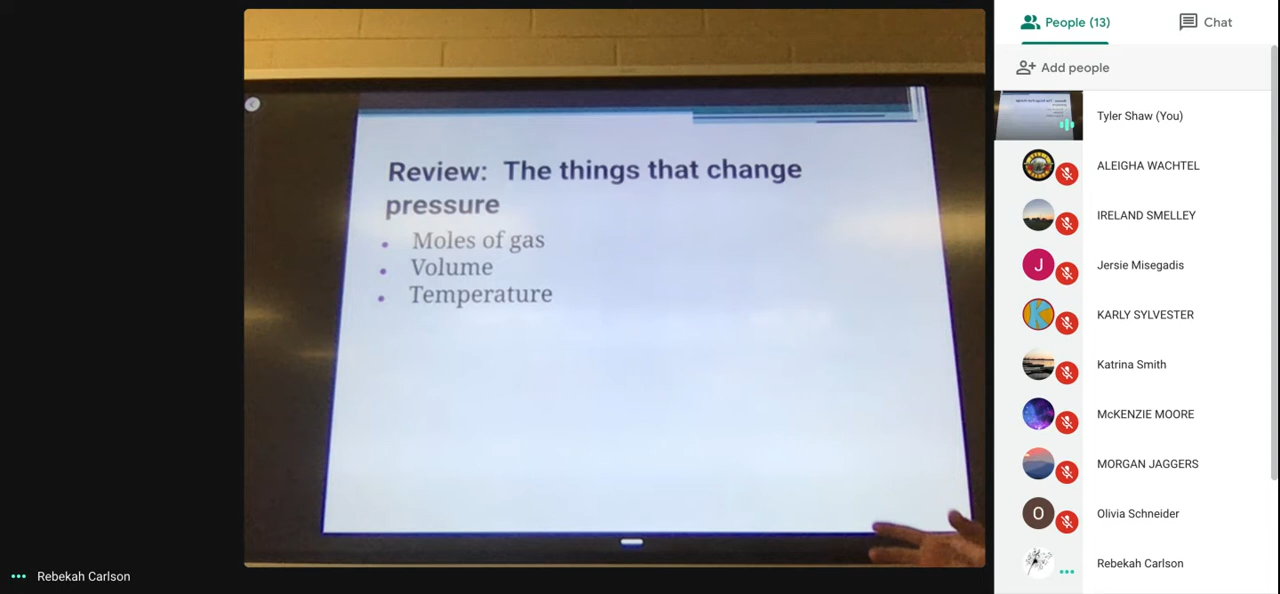 Review: The things that change
pressure
• Moles of gas
• Volume
• Temperature
Rebekah Carlson
People (13)
Chat
Add people
Tyler Shaw (You)
ALEIGHA WACHTEL
IRELAND SMELLEY
J
Jersie Misegadis
K
KARLY SYLVESTER
Katrina Smith
McKENZIE MOORE
MORGAN JAGGERS
O
Olivia Schneider
Rebekah Carlson